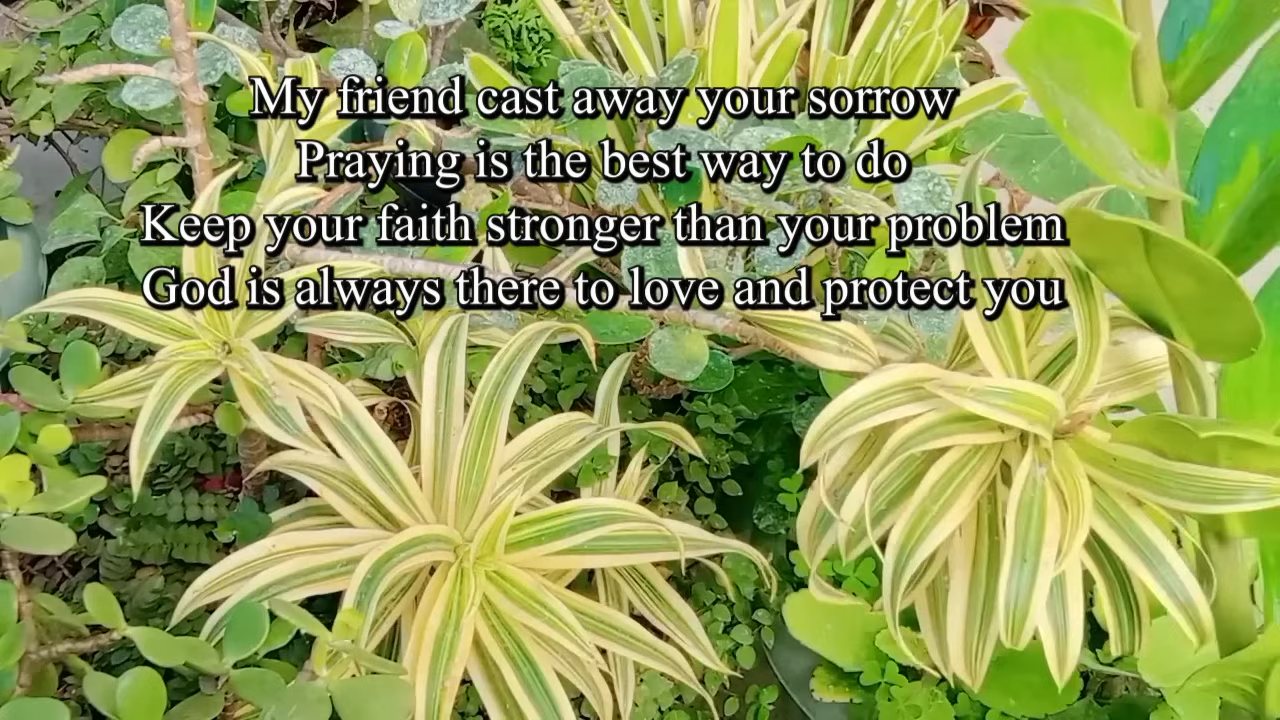 My friend cast away your sorrow
Praying is the best way to do
Keep your faith stronger than your problem
God is always there to love and protect you